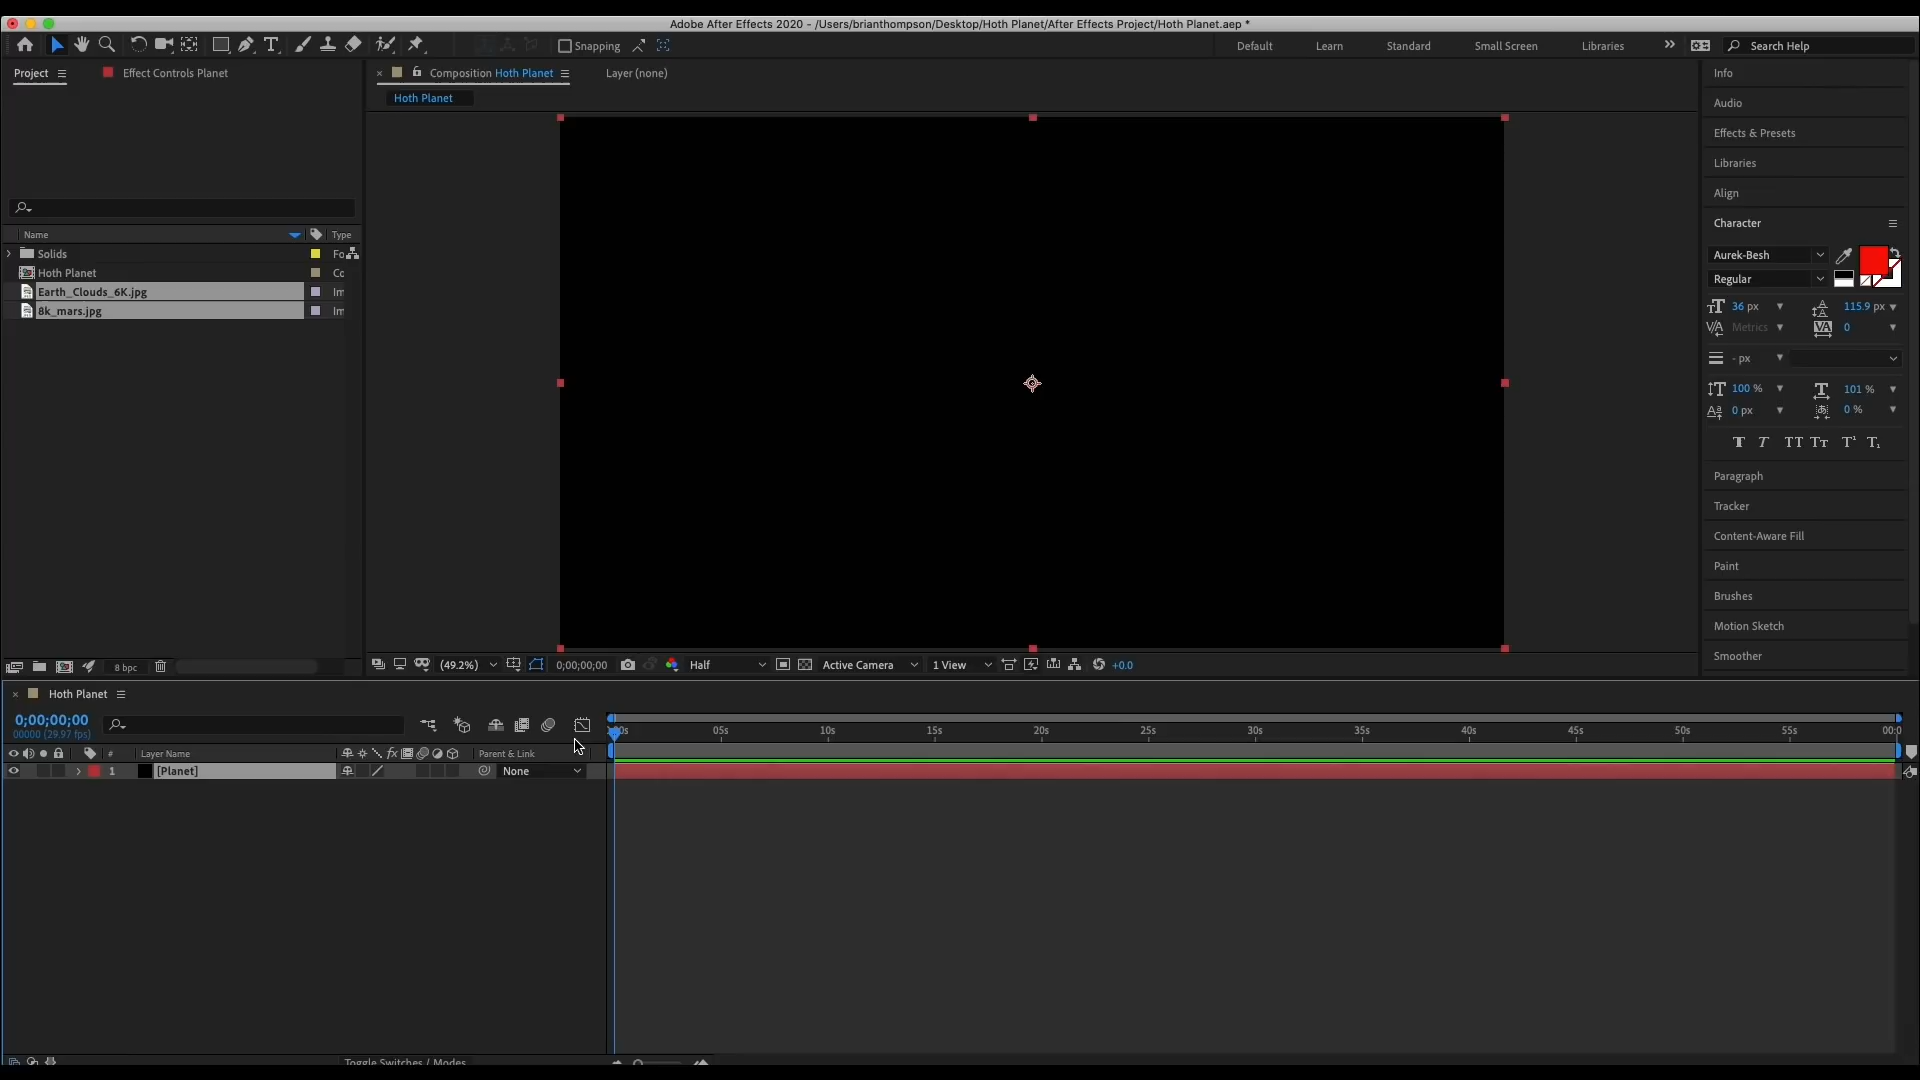 Adobe After Effects 2020 - /Users/brianthompson/Desktop/Hoth Planet/After Effects Project/Hoth Planet.aep *
Snapping
Default
Learn
Standard
Small Screen
Libraries
Search Help
Project
Effect Controls Planet
Composition Hoth Planet
Layer (none)
Hoth Planet
Name
Type
Solids
Fo
Hoth Planet
Co
Earth_Clouds_6K.jpg
Im
8k_mars.jpg
Im
8 bpc
(49.2%)
0;00;00;00
Half
Active Camera
1 View
+0.0
Info
Audio
Effects & Presets
Libraries
Align
Character
Aurek-Besh
Regular
36 px
115.9 px
Metrics
0
- px
100 %
101 %
0 px
0 %
Paragraph
Tracker
Content-Aware Fill
Paint
Brushes
Motion Sketch
Smoother
Hoth Planet
0;00;00;00
00000 (29.97 fps)
05s
10s
15s
20s
25s
30s
35s
40s
45s
50s
55s
00:0
# Layer Name
Parent & Link
1 [Planet]
None
Toggle Switches / Modes